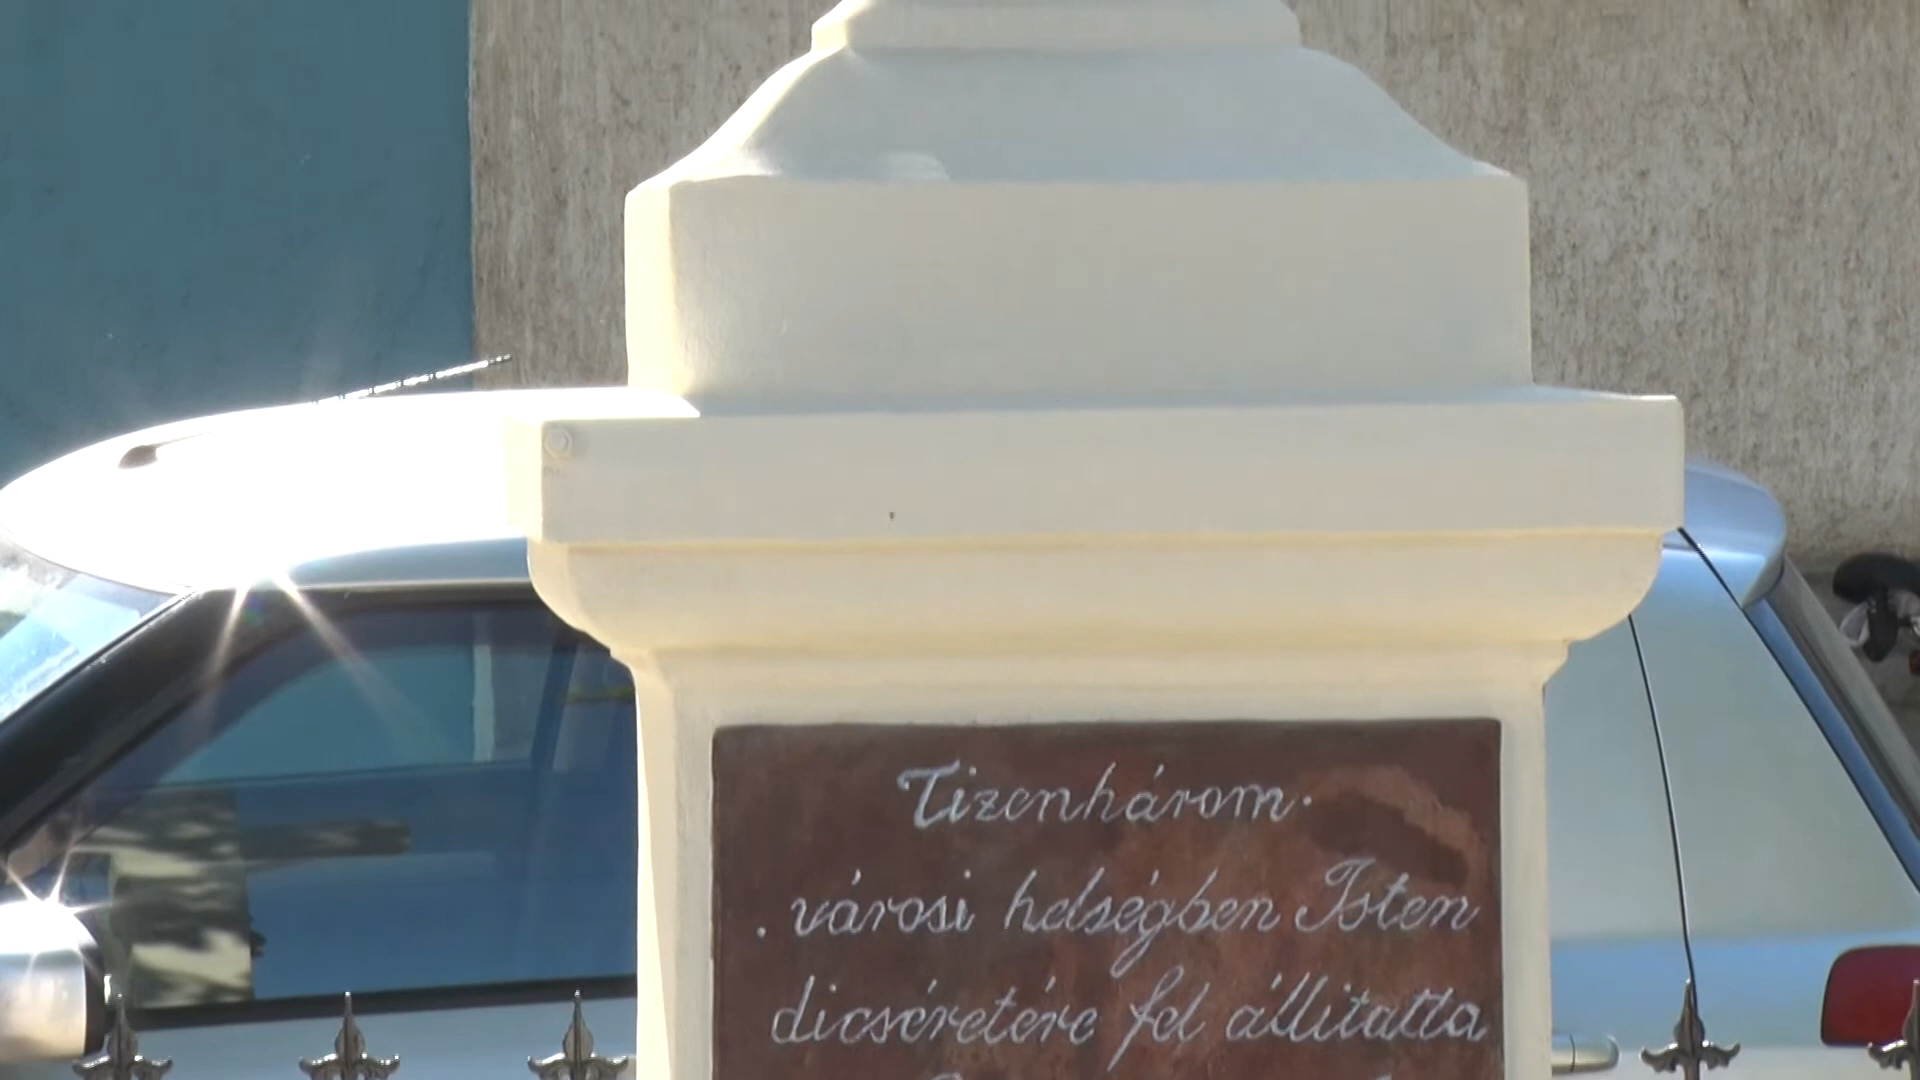 Tizenhárom.
. városi helségben Isten
dicséretére fel állitatta